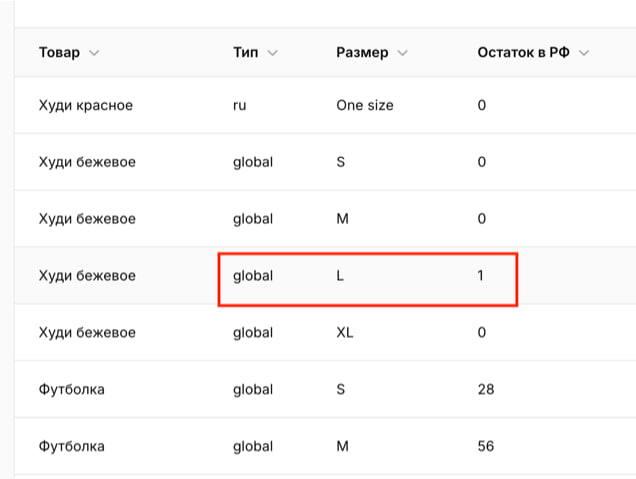 Товар Тип Размер Остаток в РФ
Худи красное ru One size 0
Худи бежевое global S 0
Худи бежевое global M 0
Худи бежевое global L 1
Худи бежевое global XL 0
Футболка global S 28
Футболка global M 56